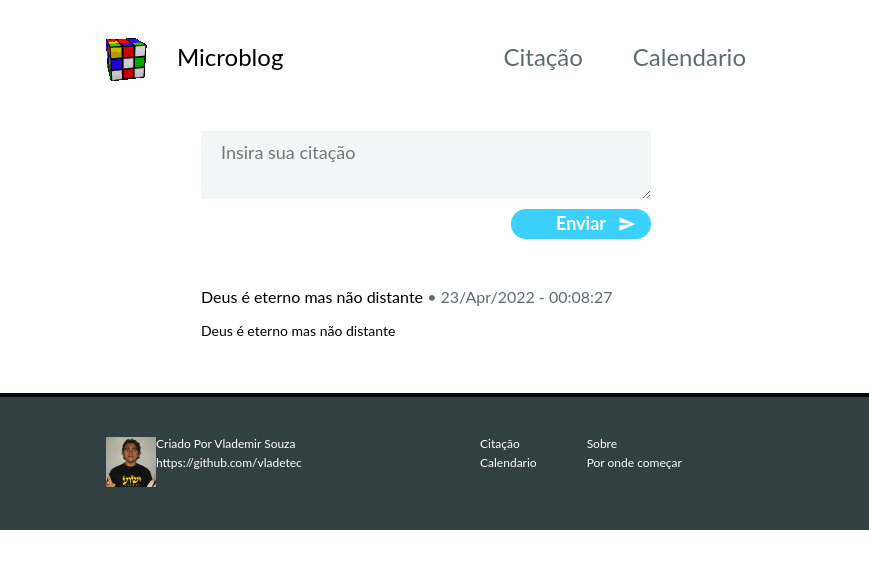 Microblog
Citação
Calendario
Insira sua citação
Enviar
Deus é eterno mas não distante • 23/Apr/2022 - 00:08:27
Deus é eterno mas não distante
Criado Por Vlademir Souza
https://github.com/vladetec
Citação
Calendario
Sobre
Por onde começar